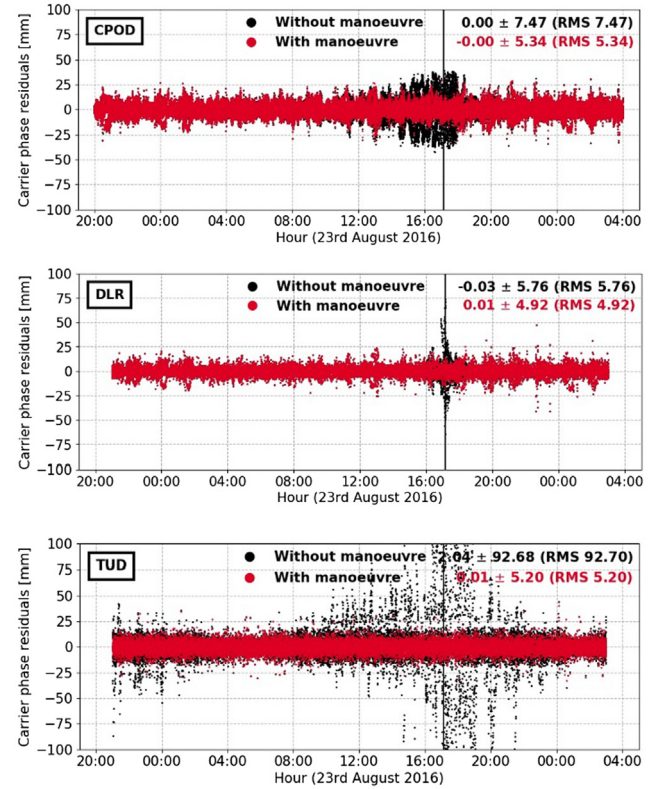 CPOD
Without manoeuvre 0.00 ± 7.47 (RMS 7.47)
With manoeuvre -0.00 ± 5.34 (RMS 5.34)
Carrier phase residuals [mm]
100
75
50
25
0
−25
−50
−75
−100
20:00 00:00 04:00 08:00 12:00 16:00 20:00 00:00 04:00
Hour (23rd August 2016)
DLR
Without manoeuvre -0.03 ± 5.76 (RMS 5.76)
With manoeuvre 0.01 ± 4.92 (RMS 4.92)
Carrier phase residuals [mm]
100
75
50
25
0
−25
−50
−75
−100
20:00 00:00 04:00 08:00 12:00 16:00 20:00 00:00 04:00
Hour (23rd August 2016)
TUD
Without manoeuvre 2.04 ± 92.68 (RMS 92.70)
With manoeuvre 0.01 ± 5.20 (RMS 5.20)
Carrier phase residuals [mm]
100
75
50
25
0
−25
−50
−75
−100
20:00 00:00 04:00 08:00 12:00 16:00 20:00 00:00 04:00
Hour (23rd August 2016)